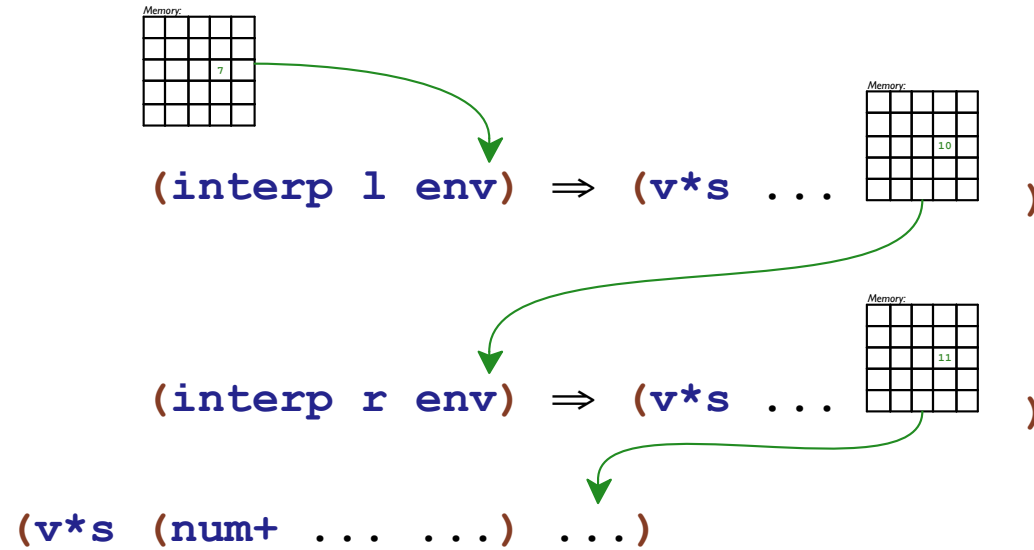 Memory:
7
Memory:
10
(interp l env) ⇒ (v*s ... )
Memory:
11
(interp r env) ⇒ (v*s ... )
(v*s (num+ ... ...) ...)